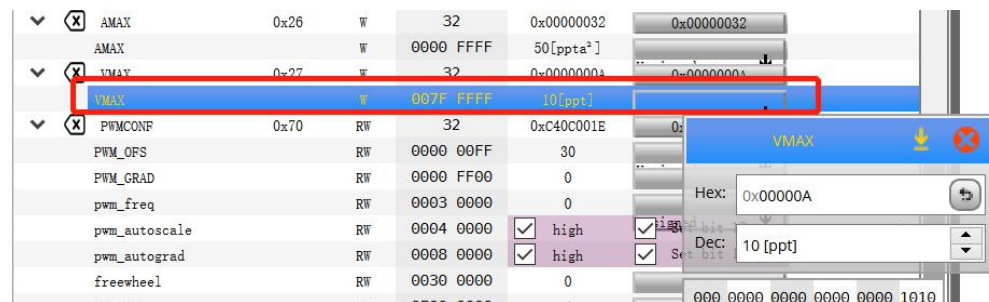 AMAX 0x26 W 32 0x00000032 0x00000032
AMAX W 0000 FFFF 50[ppta²]
VMAX 0x27 W 32 0x0000000A 0x0000000A
VMAX W 007F FFFF 10[ppt]
PWMCONF 0x70 RW 32 0xC40C001E
PWM_OFS RW 0000 00FF 30
PWM_GRAD RW 0000 FF00 0
pwm_freq RW 0003 0000 0
pwm_autoscale RW 0004 0000 high
pwm_autograd RW 0008 0000 high
freewheel RW 0030 0000 0
VMAX
Hex: 0x00000A
Dec: 10 [ppt]
000 0000 0000 0000 0000 1010